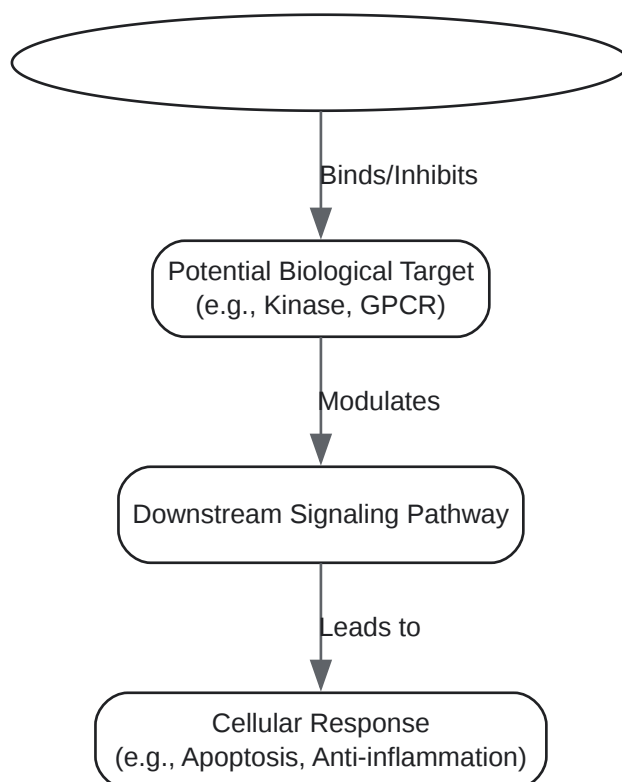 Binds/Inhibits
Potential Biological Target
(e.g., Kinase, GPCR)
Modulates
Downstream Signaling Pathway
Leads to
Cellular Response
(e.g., Apoptosis, Anti-inflammation)